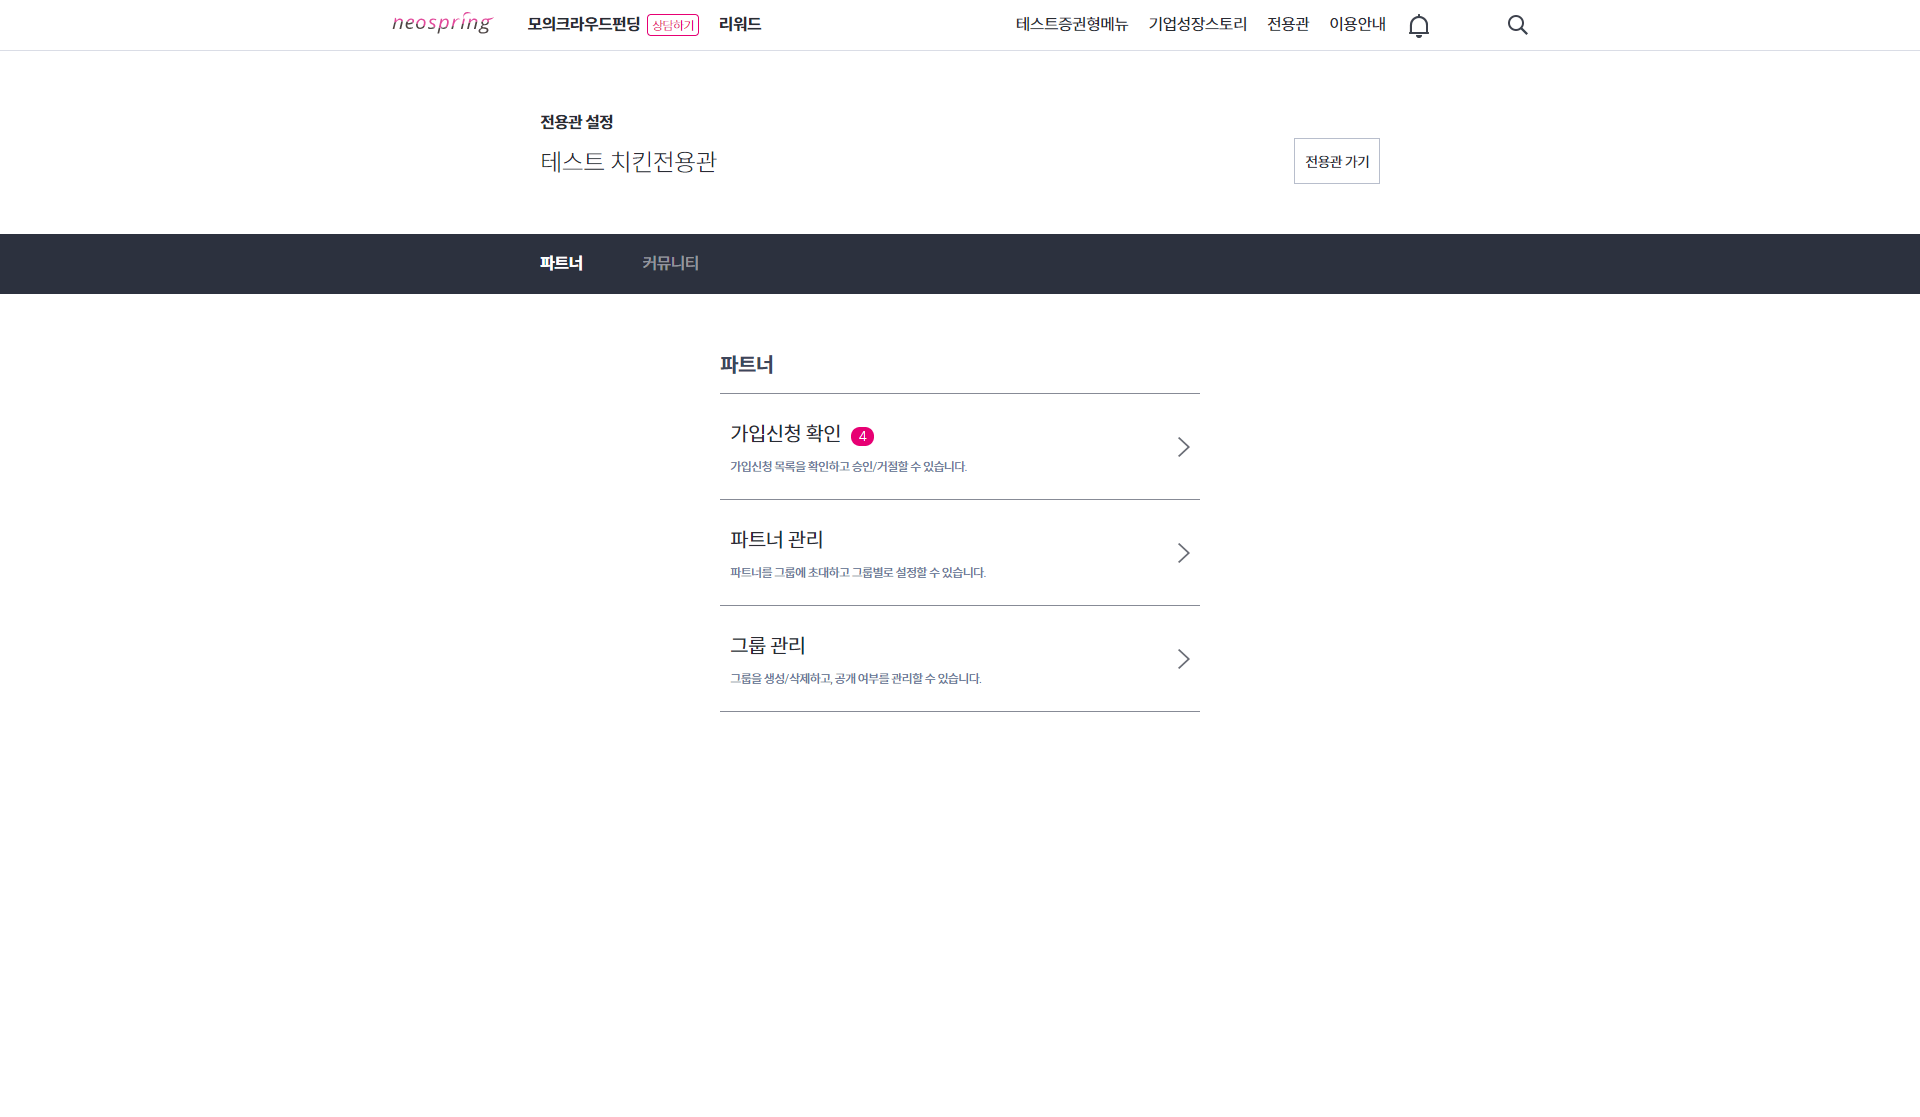 neospring 모의크라우드펀딩 상담하기 리워드 테스트증권형메뉴 기업성장스토리 전용관 이용안내
전용관 설정
테스트 치킨전용관
전용관 가기
파트너 커뮤니티
파트너
가입신청 확인 4
가입신청 목록을 확인하고 승인/거절할 수 있습니다.
파트너 관리
파트너를 그룹에 초대하고 그룹별로 설정할 수 있습니다.
그룹 관리
그룹을 생성/삭제하고, 공개 여부를 관리할 수 있습니다.